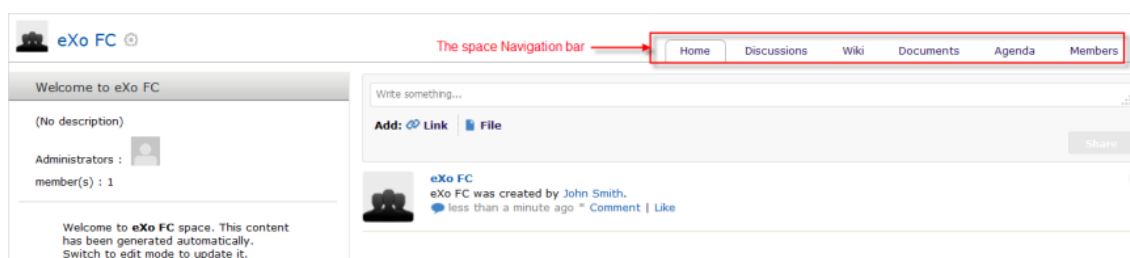 eXo FC
The space Navigation bar
Home Discussions Wiki Documents Agenda Members
Welcome to eXo FC
(No description)
Administrators :
member(s) : 1
Welcome to eXo FC space. This content
has been generated automatically.
Switch to edit mode to update it.
Write something...
Add: Link File
Share
eXo FC
eXo FC was created by John Smith.
less than a minute ago * Comment | Like